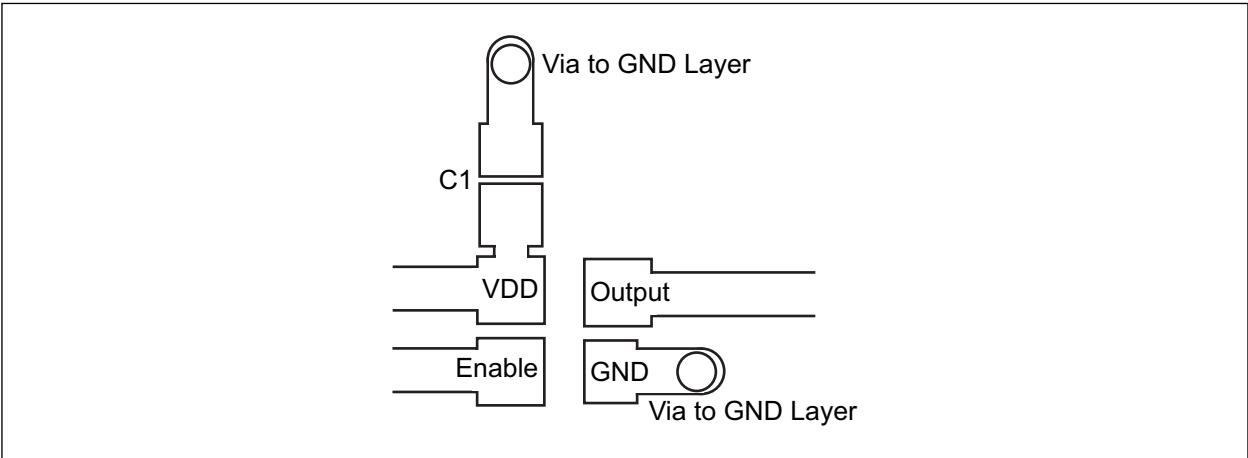 Via to GND Layer
C1
VDD
Output
Enable
GND
Via to GND Layer